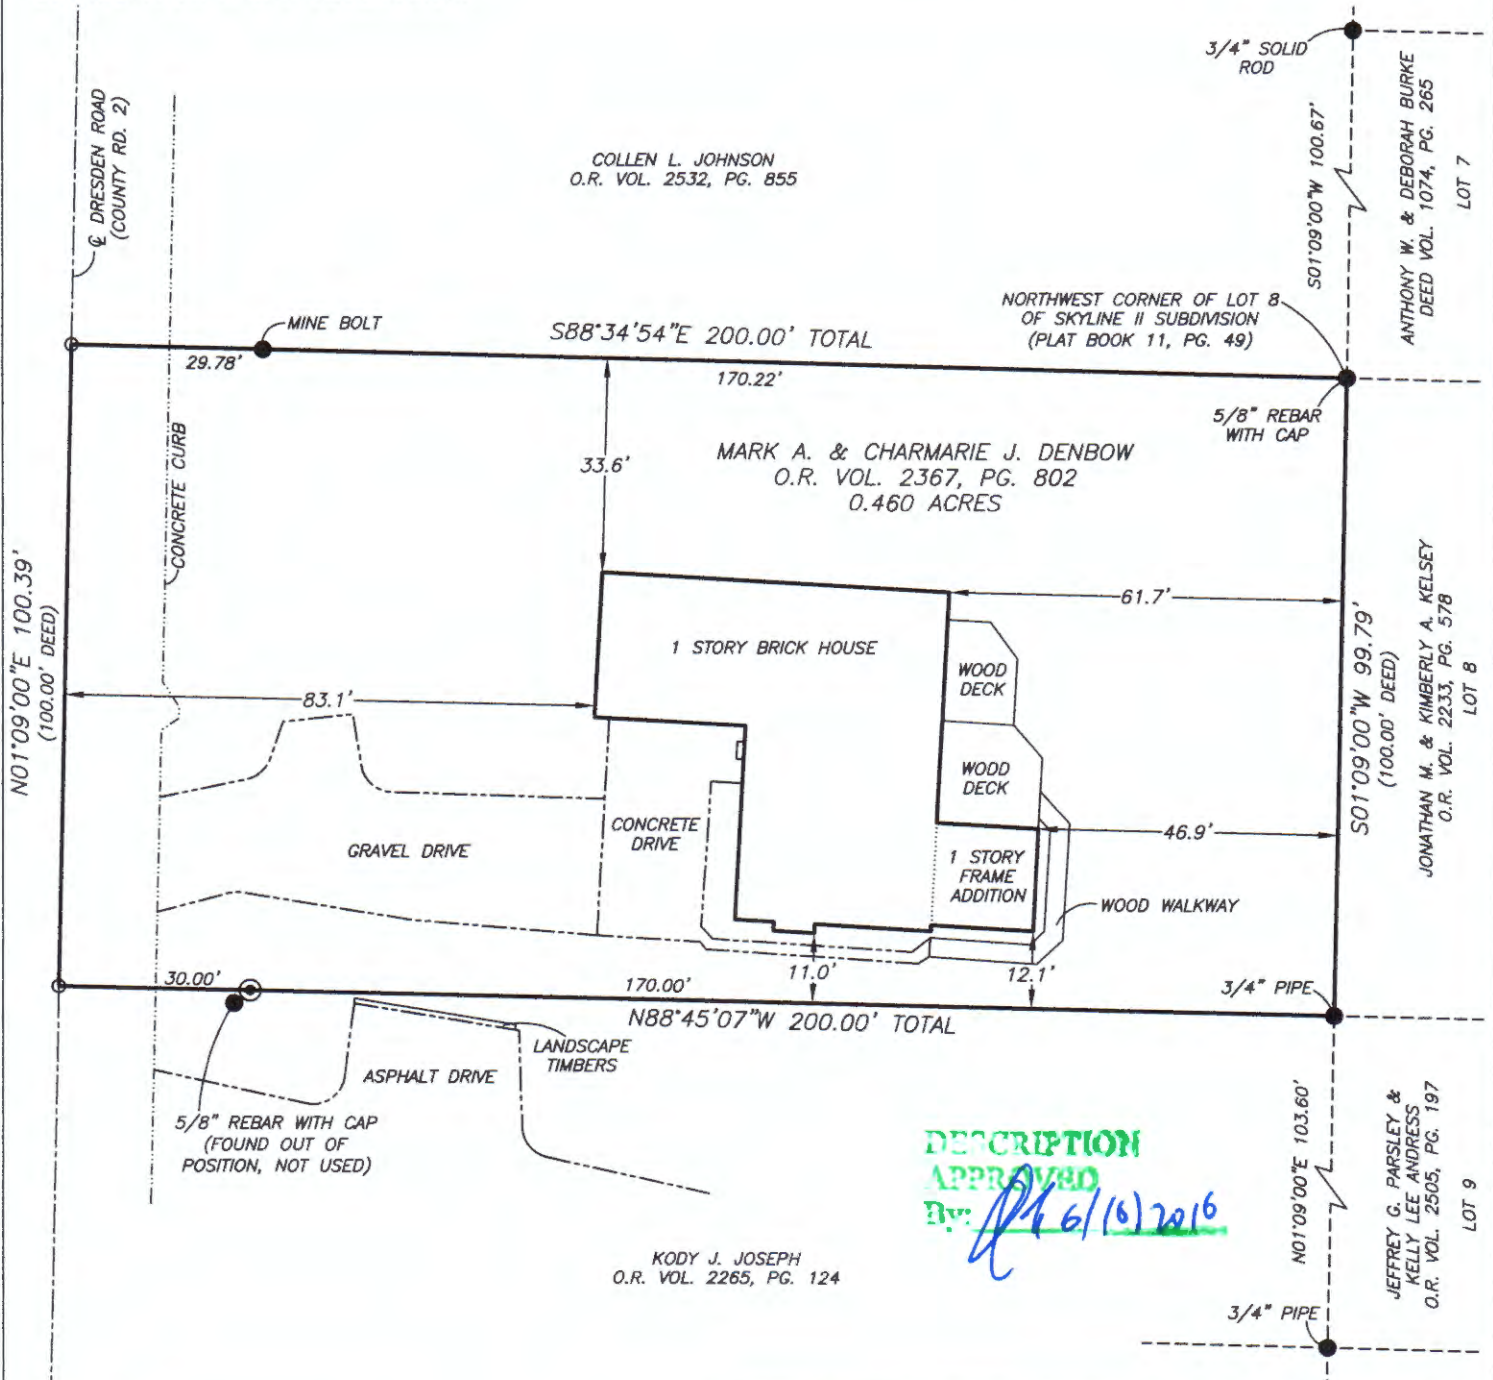 3/4" SOLID
ROD
℄ DRESDEN ROAD
(COUNTY RD. 2)
COLLEN L. JOHNSON
O.R. VOL. 2532, PG. 855
S01°09'00"W 100.67'
ANTHONY W. & DEBORAH BURKE
DEED VOL. 1074, PG. 265
LOT 7
NORTHWEST CORNER OF LOT 8
OF SKYLINE II SUBDIVISION
(PLAT BOOK 11, PG. 49)
MINE BOLT
S88°34'54"E 200.00' TOTAL
29.78'
170.22'
5/8" REBAR
WITH CAP
CONCRETE CURB
33.6'
MARK A. & CHARMARIE J. DENBOW
O.R. VOL. 2367, PG. 802
0.460 ACRES
N01°09'00"E 100.39'
(100.00' DEED)
61.7'
1 STORY BRICK HOUSE
WOOD
DECK
83.1'
S01°09'00"W 99.79'
(100.00' DEED)
JONATHAN M. & KIMBERLY A. KELSEY
O.R. VOL. 2233, PG. 578
LOT 8
WODD
DECK
CONCRETE
DRIVE
46.9'
GRAVEL DRIVE
1 STORY
FRAME
ADDITION
WOOD WALKWAY
30.00'
170.00'
11.0'
12.1'
3/4" PIPE
N88°45'07"W 200.00' TOTAL
LANDSCAPE
TIMBERS
ASPHALT DRIVE
5/8" REBAR WITH CAP
(FOUND OUT OF
POSITION, NOT USED)
DESCRIPTION
APPROVED
By: 6/16/2016
N01°09'00"E 103.60'
JEFFREY G. PARSLEY &
KELLY LEE ANDRESS
O.R. VOL. 2505, PG. 197
LOT 9
KODY J. JOSEPH
O.R. VOL. 2265, PG. 124
3/4" PIPE